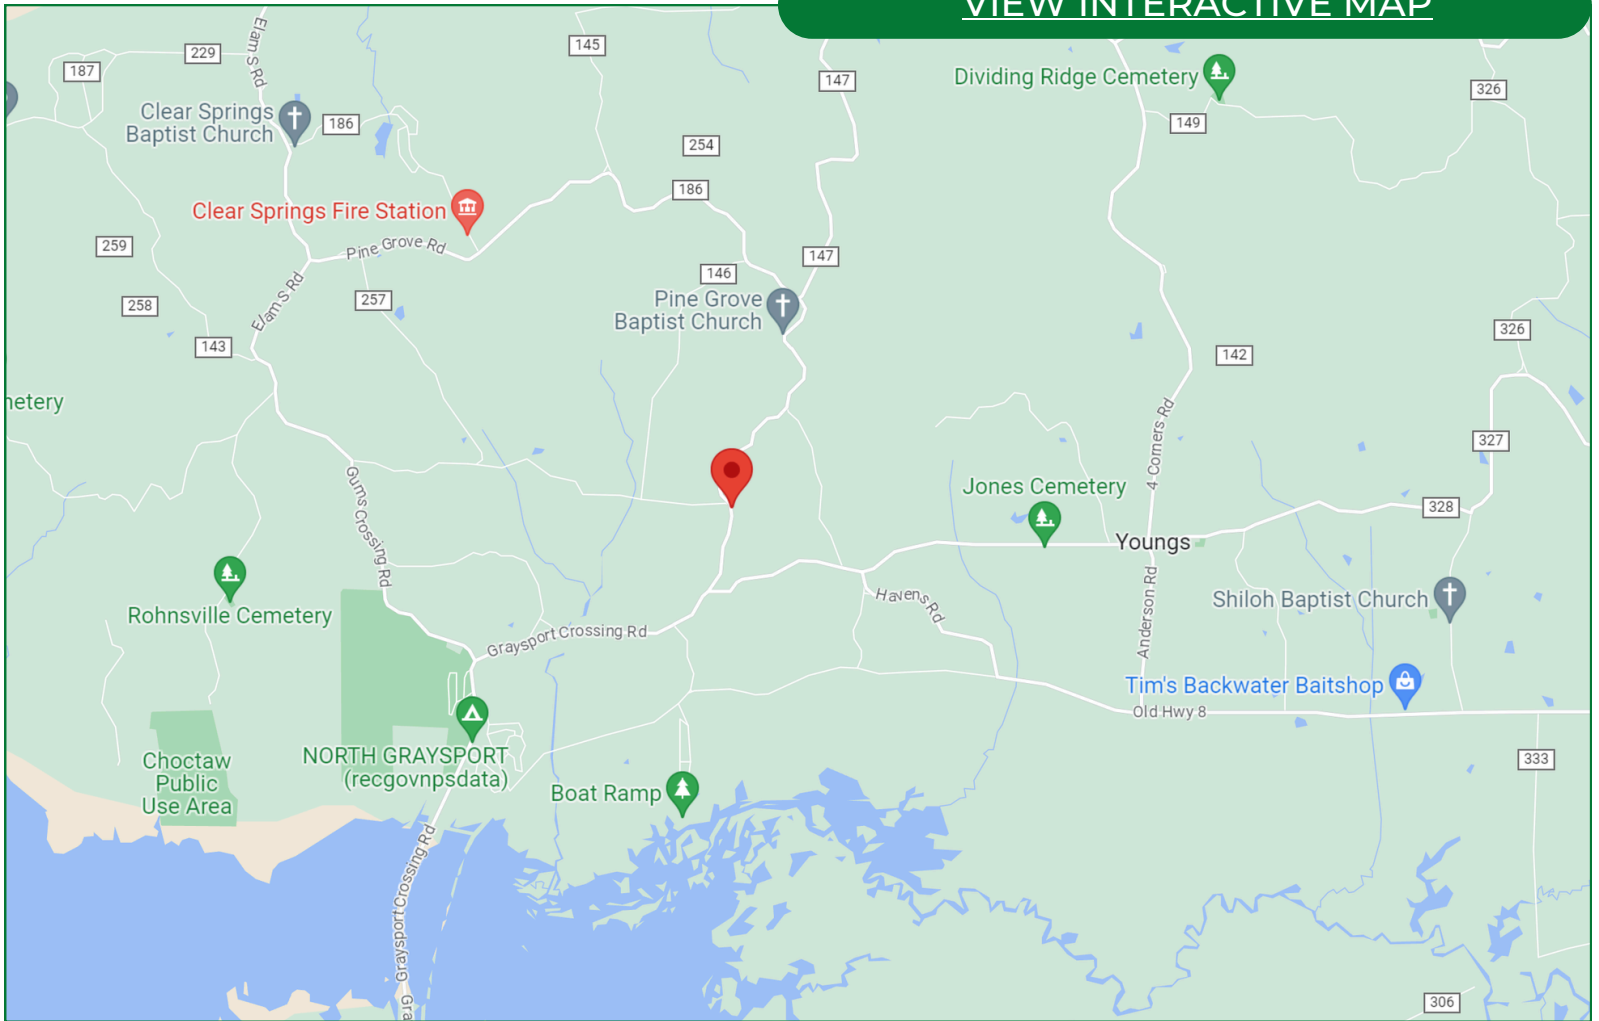 VIEW INTERACTIVE MAP
Elam S Rd
229
145
187
147
Dividing Ridge Cemetery
326
Clear Springs
Baptist Church
186
149
254
186
Clear Springs Fire Station
259
Pine Grove Rd
147
146
257
258
Elam S Rd
Pine Grove
Baptist Church
326
143
142
netery
4 Corners Rd
327
Gums Crossing Rd
Jones Cemetery
328
Youngs
Rohnsville Cemetery
Havens Rd
Anderson Rd
Shiloh Baptist Church
Graysport Crossing Rd
Tim's Backwater Baitshop
Old Hwy 8
NORTH GRAYSPORT
(recgovnpsdata)
Choctaw
Public
Use Area
333
Boat Ramp
Graysport Crossing Rd
Gra
306